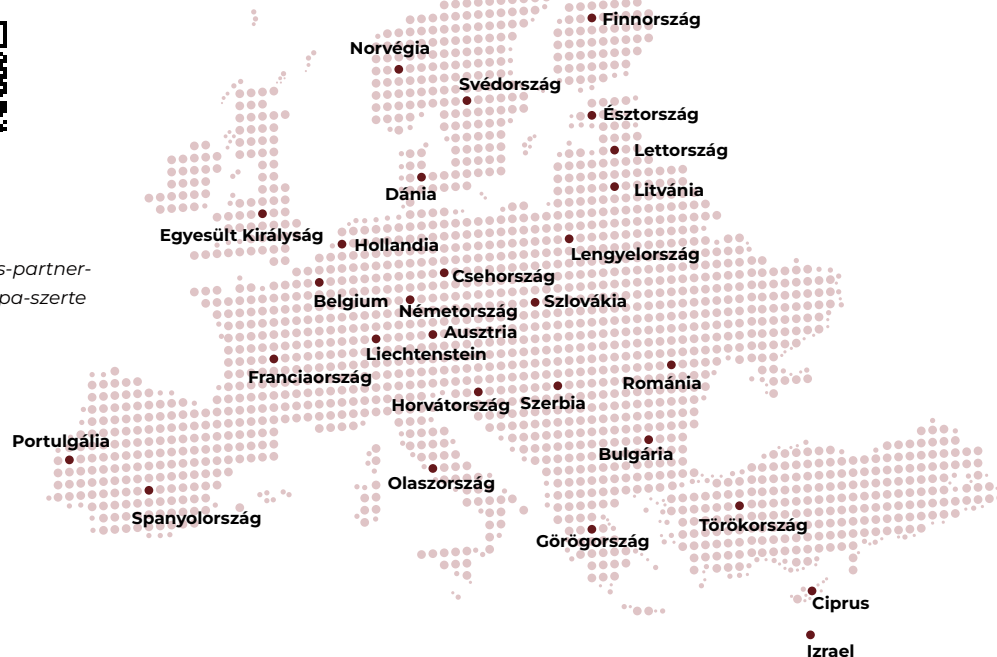 Finnország
Norvégia
Svédország
Észtország
Lettország
Litvánia
Dánia
Egyesült Királyság
Hollandia
Lengyelország
s-partner-
pa-szerte
Csehország
Belgium
Németország
Szlovákia
Ausztria
Liechtenstein
Franciaország
Románia
Horvátország
Szerbia
Portulgália
Bulgária
Olaszország
Spanyolország
Törökország
Görögország
Ciprus
Izrael